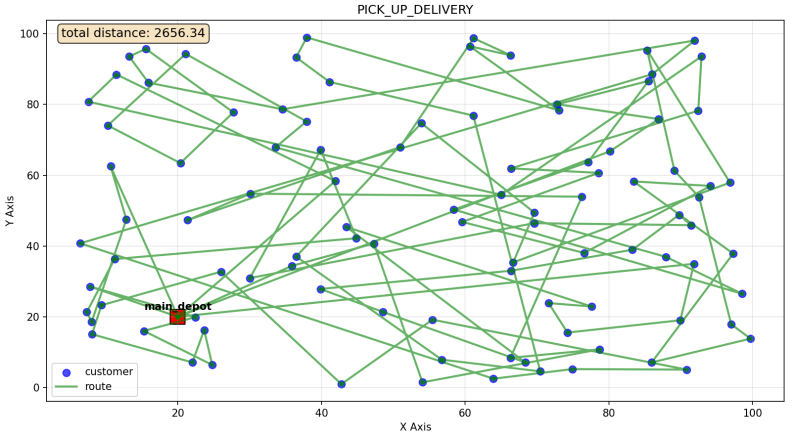 PICK_UP_DELIVERY
total distance: 2656.34
100
80
60
40
20
0
Y Axis
main_depot
customer
route
20
40
60
80
100
X Axis